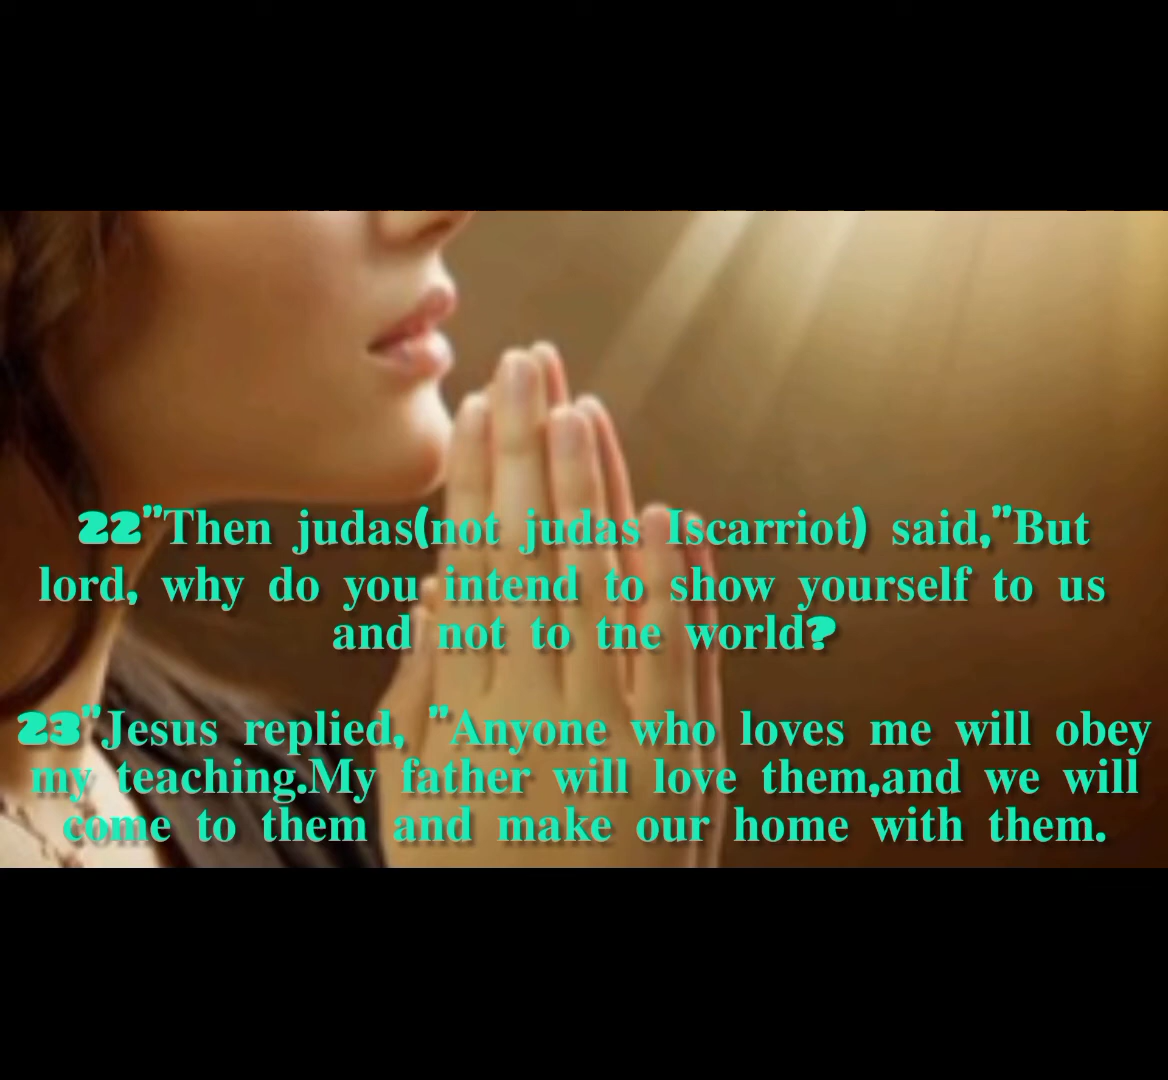 22"Then judas(not judas Iscarriot) said,"But
lord, why do you intend to show yourself to us
and not to tne world?
23"Jesus replied, "Anyone who loves me will obey
my teaching.My father will love them,and we will
come to them and make our home with them.